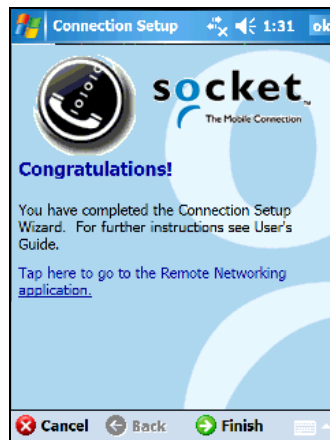 Connection Setup 1:31 ok
socket
The Mobile Connection
Congratulations!
You have completed the Connection Setup
Wizard. For further instructions see User's
Guide.
Tap here to go to the Remote Networking
application.
Cancel Back Finish